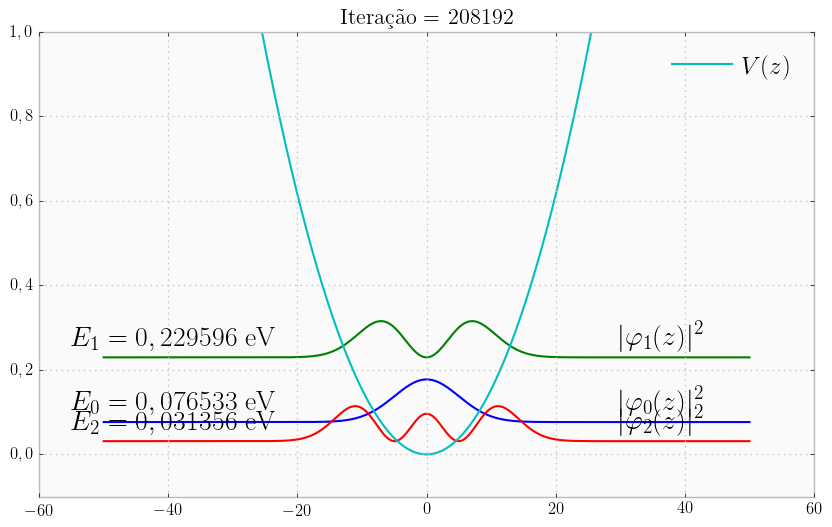 Iteração = 208192
1,0
V(z)
0,8
0,6
0,4
E₁ = 0,229596 eV |φ₁(z)|²
0,2
E₀ = 0,076533 eV |φ₀(z)|²
E₂ = 0,031356 eV |φ₂(z)|²
0,0
−60 −40 −20 0 20 40 60